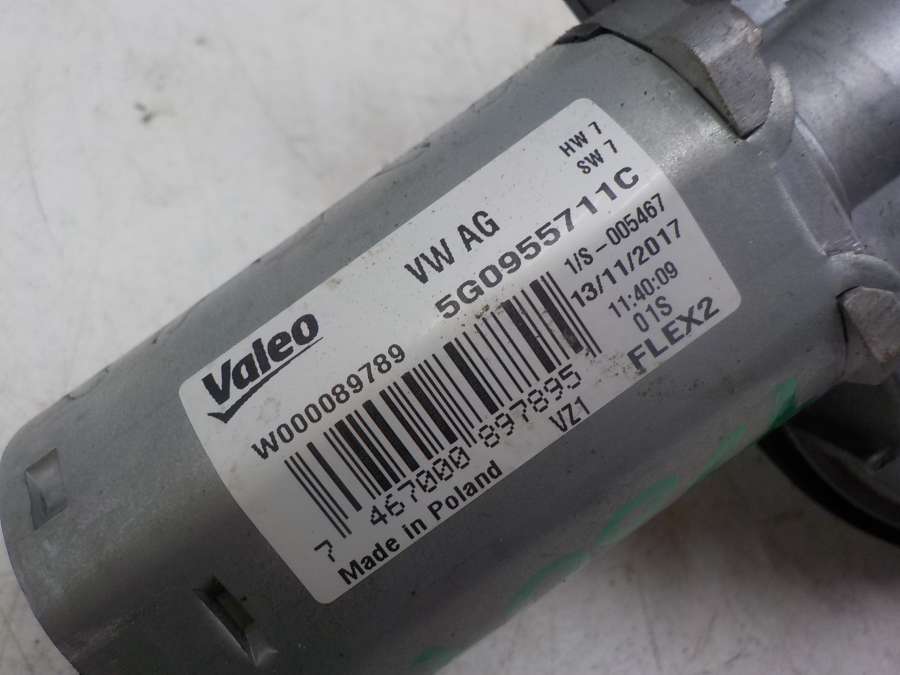 HW 7
SW 7
VW AG
5G0955711C
Valeo
W000089789
1/S-005467
13/11/2017
11:40:09
01S
FLEX2
7 467000 897895
VZ1
Made in Poland